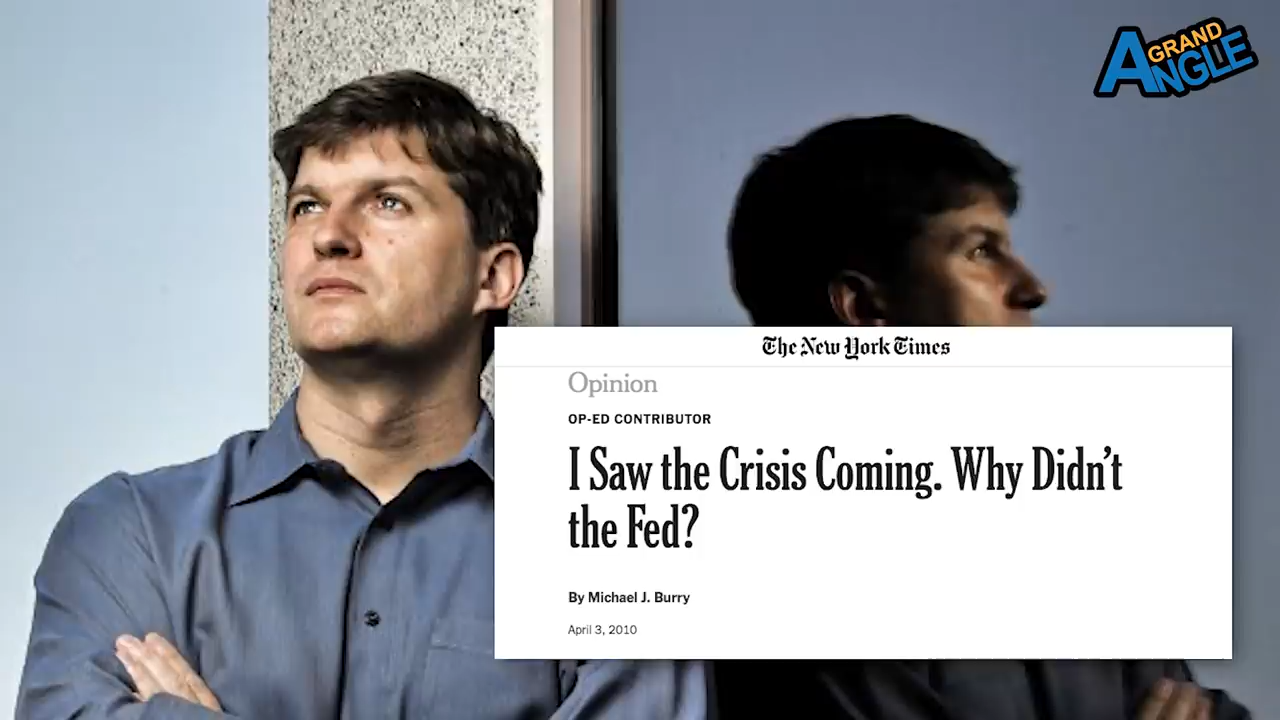 GRAND
ANGLE
The New York Times
Opinion
OP-ED CONTRIBUTOR
I Saw the Crisis Coming. Why Didn’t
the Fed?
By Michael J. Burry
April 3, 2010